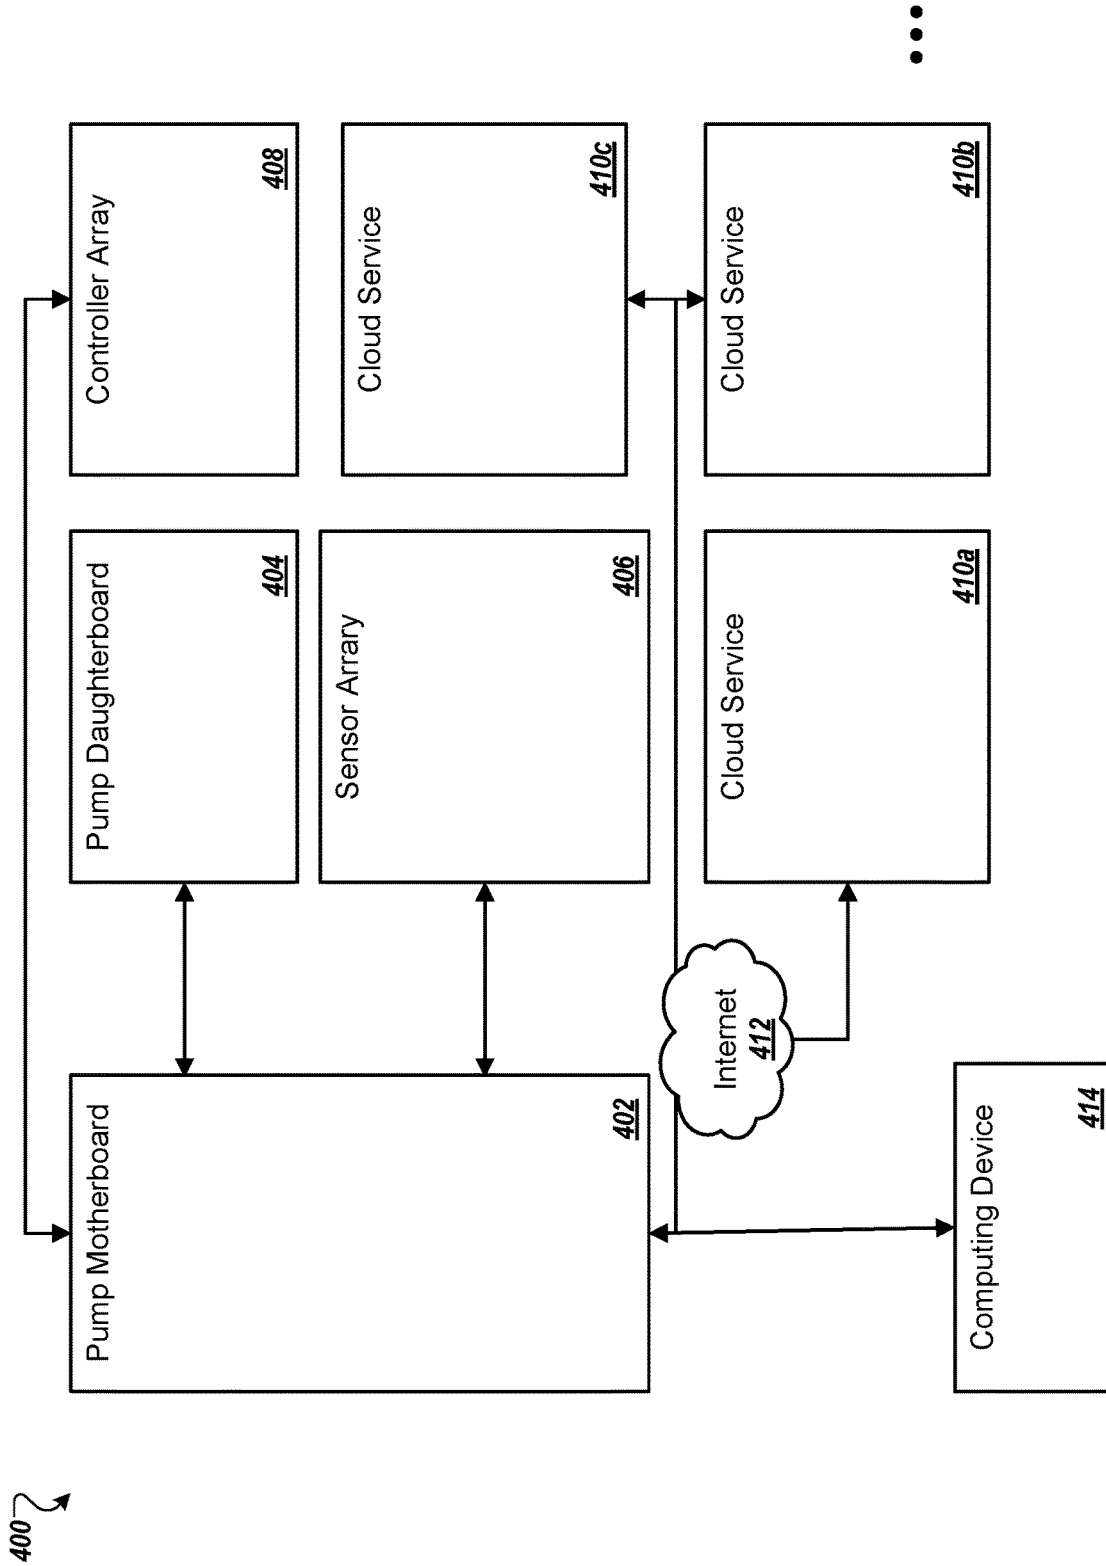 400
Pump Motherboard
402
Pump Daughterboard
404
Controller Array
408
Sensor Arrary
406
Cloud Service
410c
Internet
412
Cloud Service
410a
Cloud Service
410b
Computing Device
414